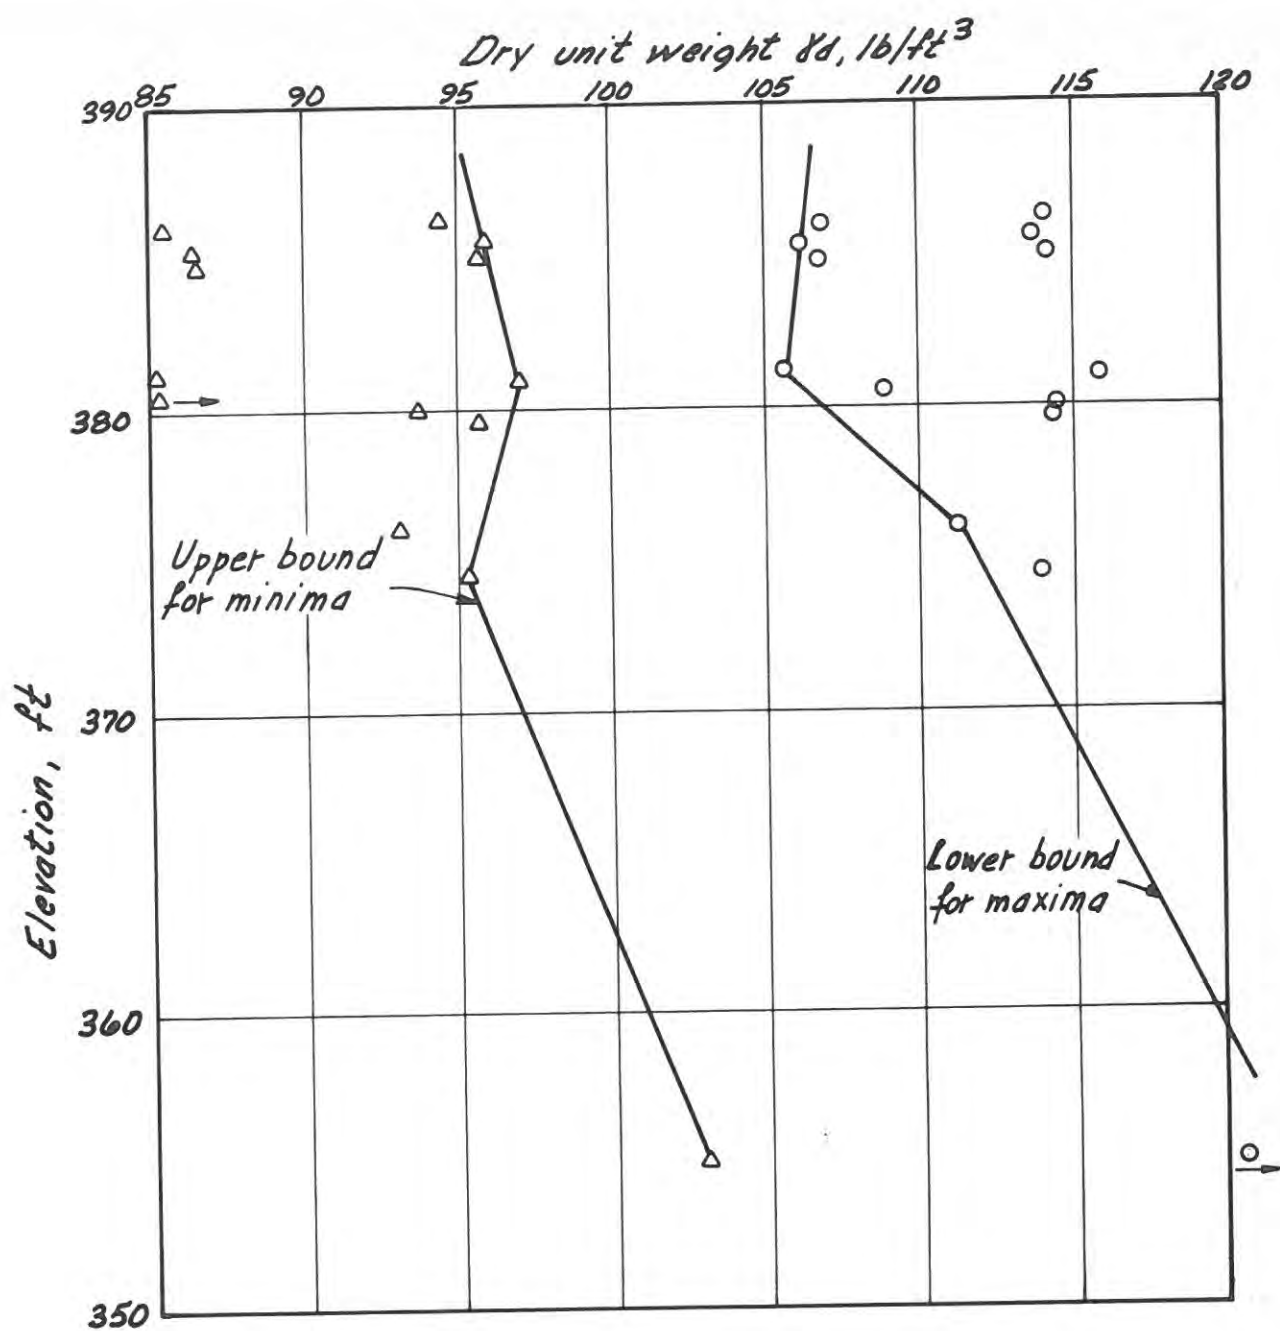 Dry unit weight γd, lb/ft³
85 90 95 100 105 110 115 120
390
380
Upper bound
for minima
370
Elevation, ft
Lower bound
for maxima
360
350